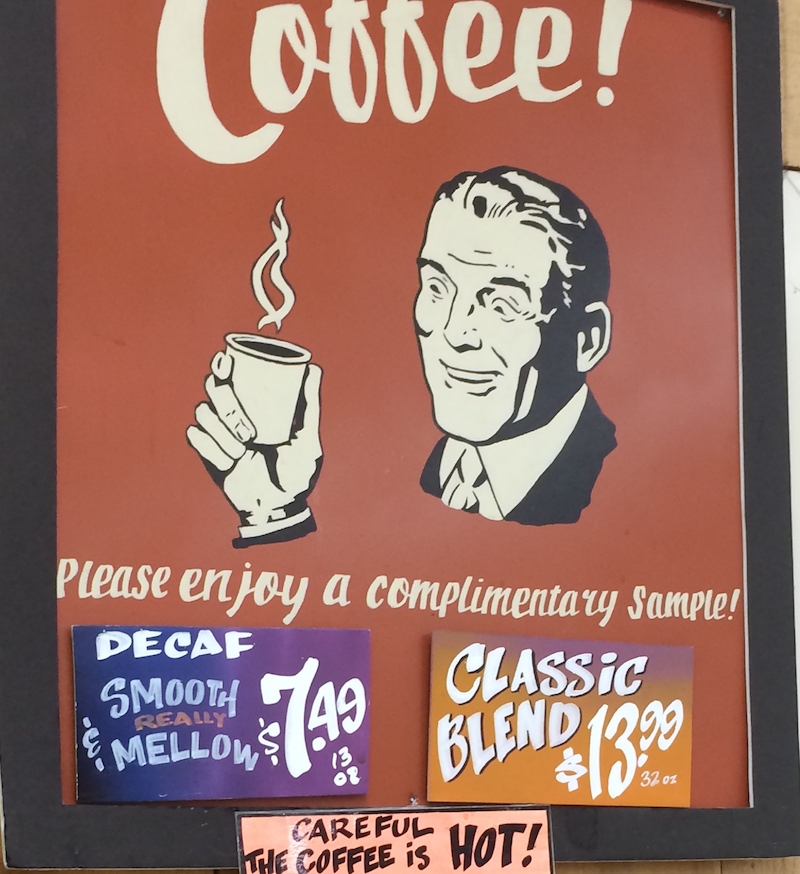 Coffee!
Please enjoy a complimentary sample!
DECAF
SMOOTH
REALLY
& MELLOW
$7.49
13
oz
CLASSIC
BLEND
$13.99
32 oz
CAREFUL
THE COFFEE is HOT!